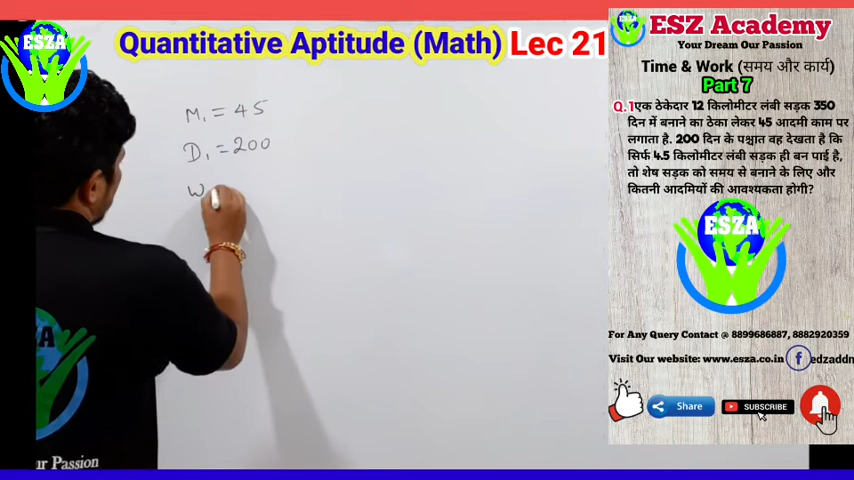 ESZA
Quantitative Aptitude (Math) Lec 21
M₁ = 45
D₁ = 200
W
ZA
ur Passion
ESZ Academy
Your Dream Our Passion
Time & Work (समय और कार्य)
Part 7
Q.1 एक ठेकेदार 12 किलोमीटर लंबी सड़क 350
दिन में बनाने का ठेका लेकर 45 आदमी काम पर
लगाता है. 200 दिन के पश्चात वह देखता है कि
सिर्फ 4.5 किलोमीटर लंबी सड़क ही बन पाई है,
तो शेष सड़क को समय से बनाने के लिए और
कितनी आदमियों की आवश्यकता होगी?
ESZA
For Any Query Contact @ 8899686887, 8882920359
Visit Our website: www.esza.co.in f edzaddn
Share
SUBSCRIBE